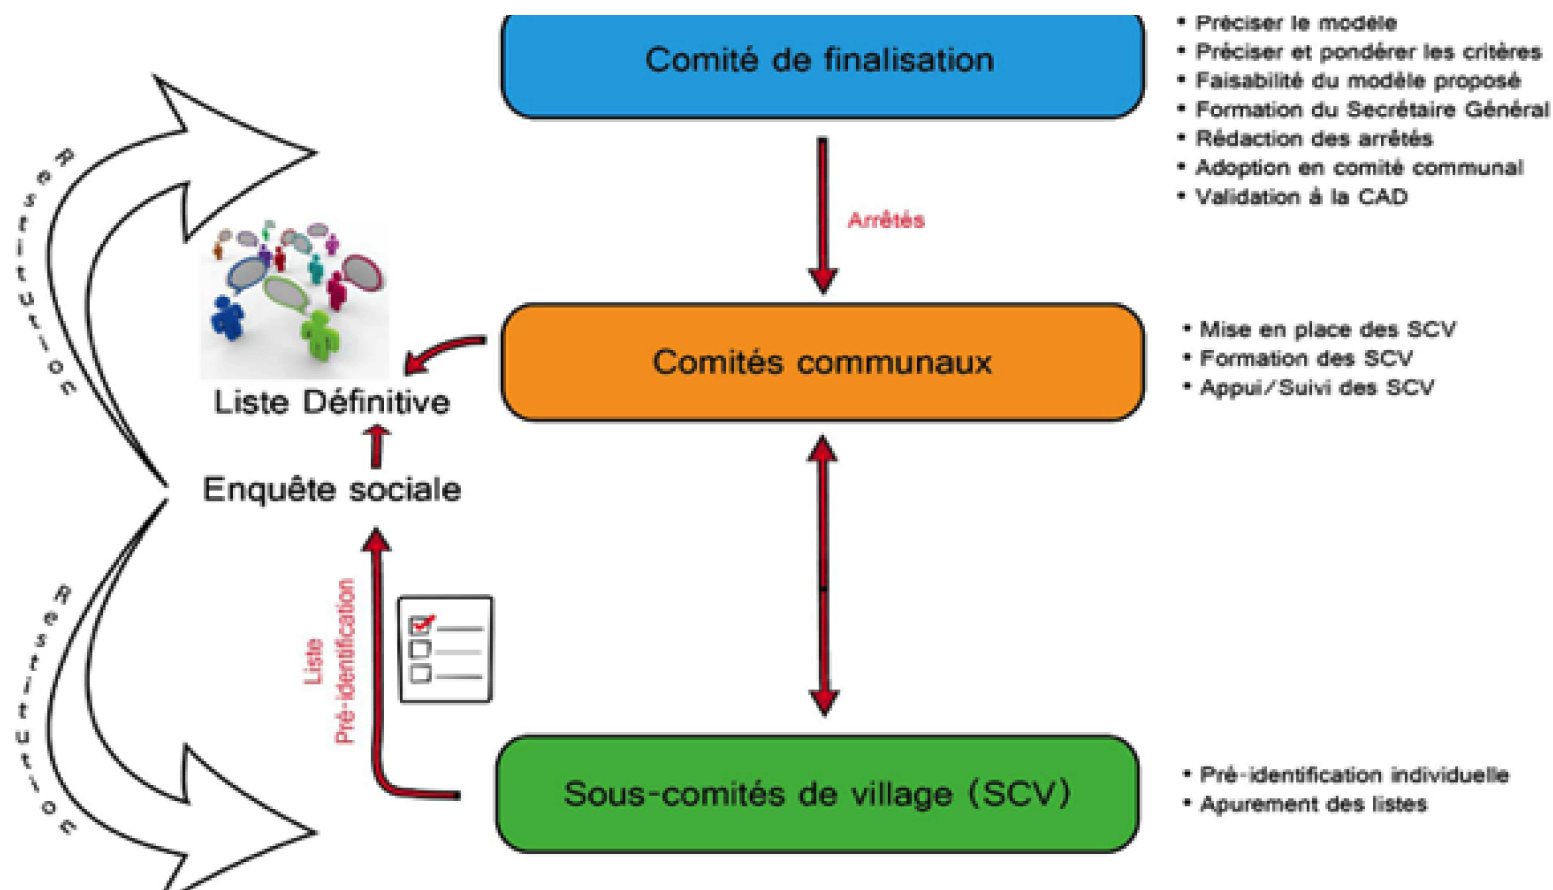 Comité de finalisation
• Préciser le modèle
• Préciser et pondérer les critères
• Faisabilité du modèle proposé
• Formation du Secrétaire Général
• Rédaction des arrêtés
• Adoption en comité communal
• Validation à la CAD
Arrêtés
Restitution
Comités communaux
• Mise en place des SCV
• Formation des SCV
• Appui/Suivi des SCV
Liste Définitive
Enquête sociale
Liste
Pré-identification
Restitution
Sous-comités de village (SCV)
• Pré-identification individuelle
• Apurement des listes